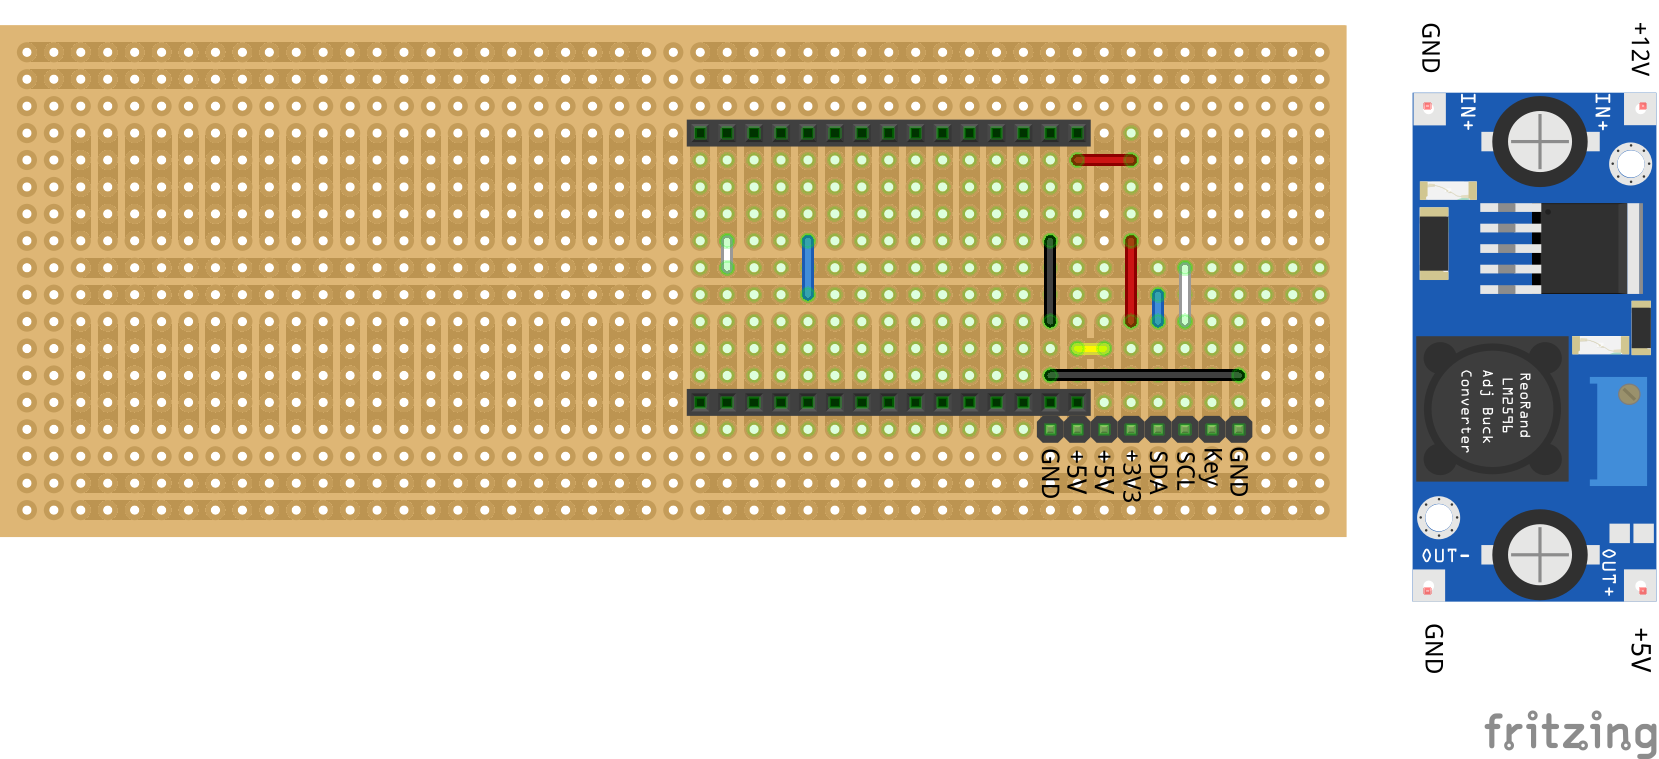 GND
+12V
IN+
IN+
ReoRand
LM2596
Adj Buck
Converter
GND
+5V
+5V
+3V3
SDA
SCL
Key
GND
OUT-
OUT+
GND
+5V
fritzing